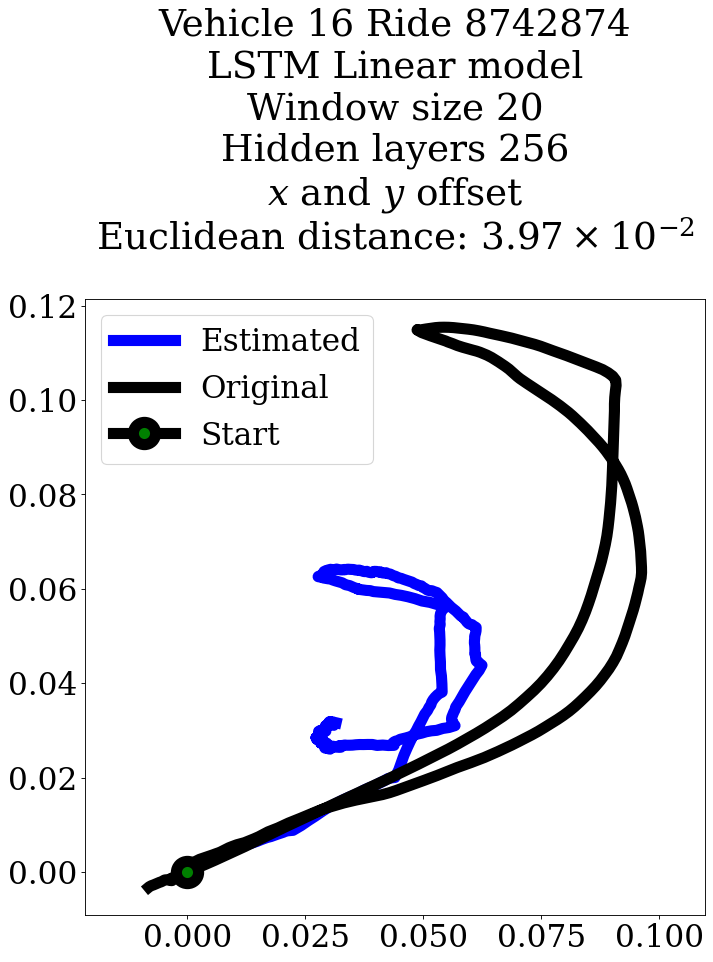 Vehicle 16 Ride 8742874
LSTM Linear model
Window size 20
Hidden layers 256
x and y offset
Euclidean distance: 3.97 × 10⁻²
0.12
Estimated
Original
0.10
Start
0.08
0.06
0.04
0.02
0.00
0.000 0.025 0.050 0.075 0.100